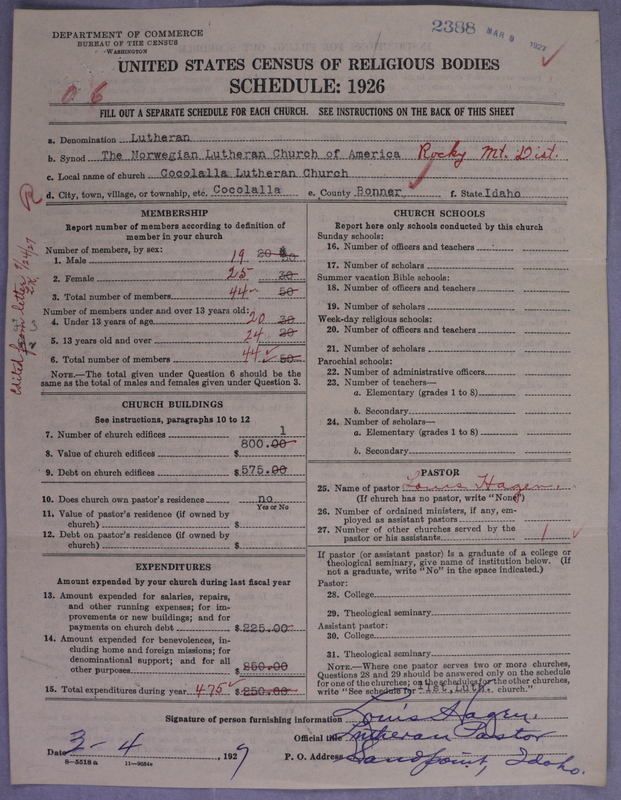 DEPARTMENT OF COMMERCE
BUREAU OF THE CENSUS
WASHINGTON
2388 MAR 9 1927
UNITED STATES CENSUS OF RELIGIOUS BODIES
SCHEDULE: 1926
0 6
FILL OUT A SEPARATE SCHEDULE FOR EACH CHURCH. SEE INSTRUCTIONS ON THE BACK OF THIS SHEET
a. Denomination Lutheran
b. Synod The Norwegian Lutheran Church of America Rocky Mt. Dist.
c. Local name of church Cocolalla Lutheran Church
d. City, town, village, or township, etc. Cocolalla e. County Bonner f. State Idaho
MEMBERSHIP
Report number of members according to definition of
member in your church
Number of members, by sex:
1. Male 19 20
2. Female 25 30
3. Total number of members 44 50
Number of members under and over 13 years old:
4. Under 13 years of age 20 30
5. 13 years old and over 24 20
6. Total number of members 44 50
NOTE.—The total given under Question 6 should be the
same as the total of males and females given under Question 3.
CHURCH BUILDINGS
See instructions, paragraphs 10 to 12
7. Number of church edifices 1
8. Value of church edifices $ 800.00
9. Debt on church edifices $ 575.00
10. Does church own pastor's residence no
Yes or No
11. Value of pastor's residence (if owned by
church) $
12. Debt on pastor's residence (if owned by
church) $
EXPENDITURES
Amount expended by your church during last fiscal year
13. Amount expended for salaries, repairs,
and other running expenses; for im-
provements or new buildings; and for
payments on church debt $ 225.00
14. Amount expended for benevolences, in-
cluding home and foreign missions; for
denominational support; and for all
other purposes $ 250.00
15. Total expenditures during year 475 $ 250.00
CHURCH SCHOOLS
Report here only schools conducted by this church
Sunday schools:
16. Number of officers and teachers
17. Number of scholars
Summer vacation Bible schools:
18. Number of officers and teachers
19. Number of scholars
Week-day religious schools:
20. Number of officers and teachers
21. Number of scholars
Parochial schools:
22. Number of administrative officers
23. Number of teachers—
a. Elementary (grades 1 to 8)
b. Secondary
24. Number of scholars—
a. Elementary (grades 1 to 8)
b. Secondary
PASTOR
25. Name of pastor Louis Hagen.
(If church has no pastor, write "None")
26. Number of ordained ministers, if any, em-
ployed as assistant pastors
27. Number of other churches served by the
pastor or his assistants 1
If pastor (or assistant pastor) is a graduate of a college or
theological seminary, give name of institution below. (If
not a graduate, write "No" in the space indicated.)
Pastor:
28. College
29. Theological seminary
Assistant pastor:
30. College
31. Theological seminary
NOTE.—Where one pastor serves two or more churches,
Questions 28 and 29 should be answered only on the schedule
for one of the churches; on the schedules for the other churches,
write "See schedule for 1st, Luth. church."
Signature of person furnishing information Louis Hagen.
Official title Lutheran Pastor
Date 3-4, 1927 P. O. Address Sandpoint, Idaho.
8—5518a 11—9554